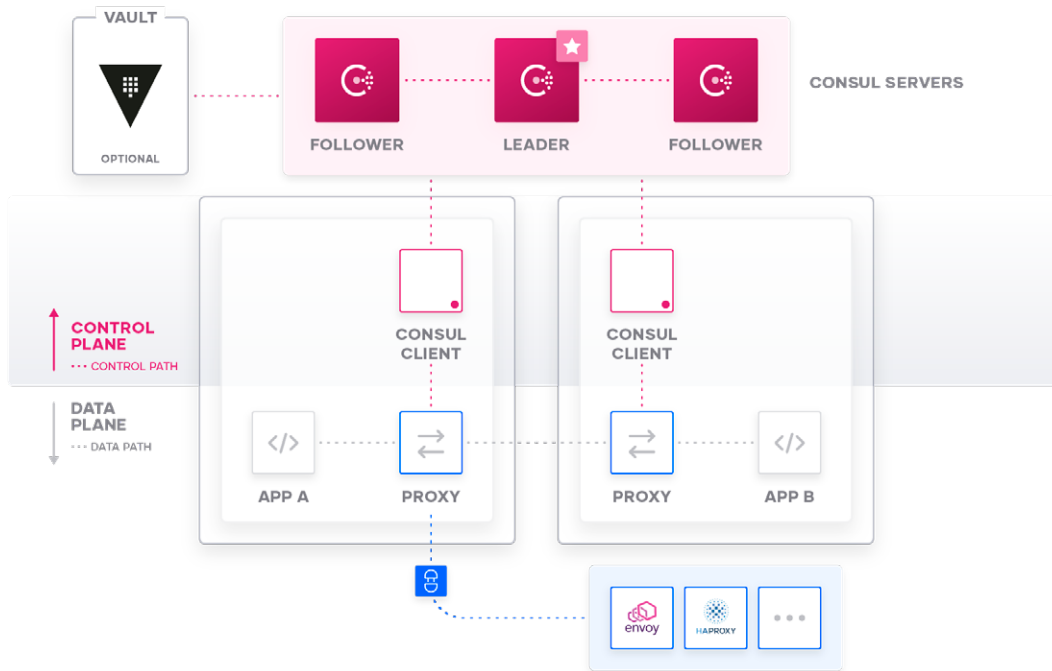 VAULT
OPTIONAL
FOLLOWER
LEADER
FOLLOWER
CONSUL SERVERS
CONTROL
PLANE
CONTROL PATH
DATA
PLANE
DATA PATH
CONSUL
CLIENT
CONSUL
CLIENT
APP A
PROXY
PROXY
APP B
envoy
HAPROXY